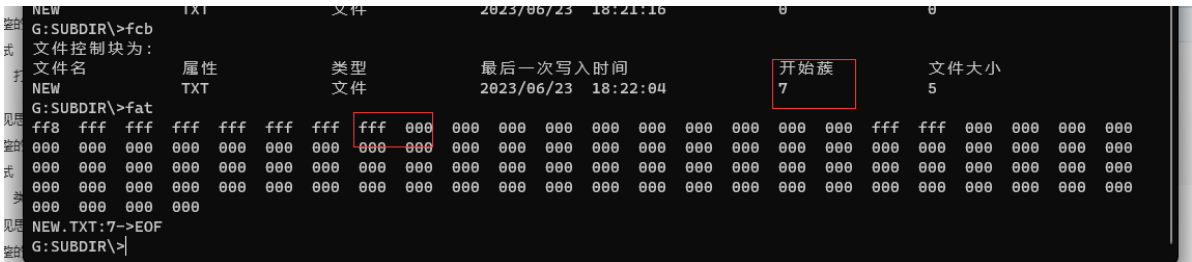 NEW TXT 文件 2023/06/23 18:21:16 0 0
G:SUBDIR\>fcb
文件控制块为:
文件名 属性 类型 最后一次写入时间 开始蔟 文件大小
NEW TXT 文件 2023/06/23 18:22:04 7 5
G:SUBDIR\>fat
ff8 fff fff fff fff fff fff fff 000 000 000 000 000 000 000 000 000 000 fff fff 000 000 000 000
000 000 000 000 000 000 000 000 000 000 000 000 000 000 000 000 000 000 000 000 000 000 000 000
000 000 000 000 000 000 000 000 000 000 000 000 000 000 000 000 000 000 000 000 000 000 000 000
000 000 000 000 000 000 000 000 000 000 000 000 000 000 000 000 000 000 000 000 000 000 000 000
000 000 000 000
NEW.TXT:7->EOF
G:SUBDIR\>